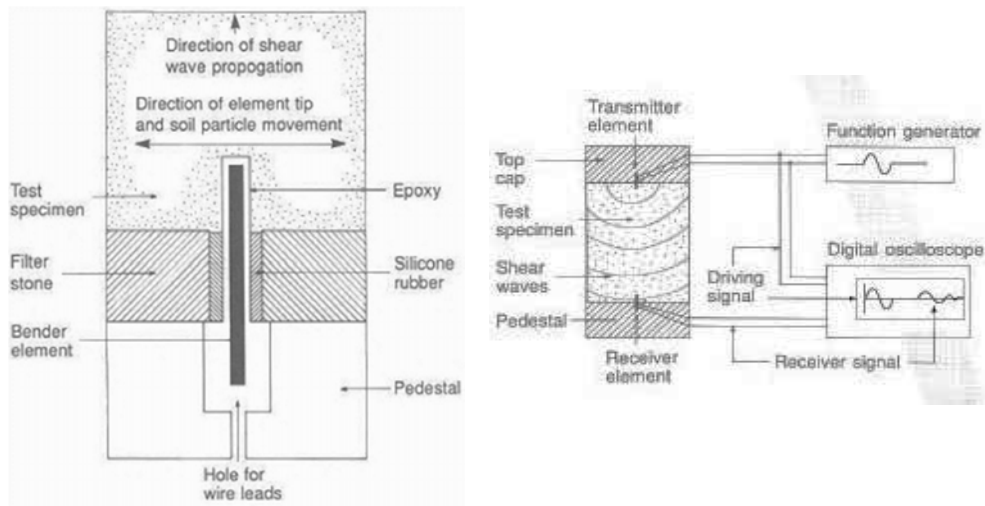 Direction of shear
wave propogation
Direction of element tip
and soil particle movement
Test
specimen
Epoxy
Filter
stone
Silicone
rubber
Bender
element
Pedestal
Hole for
wire leads
Transmitter
element
Function generator
Top
cap
Test
specimen
Digital oscilloscope
Shear
waves
Driving
signal
Pedestal
Receiver
element
Receiver signal